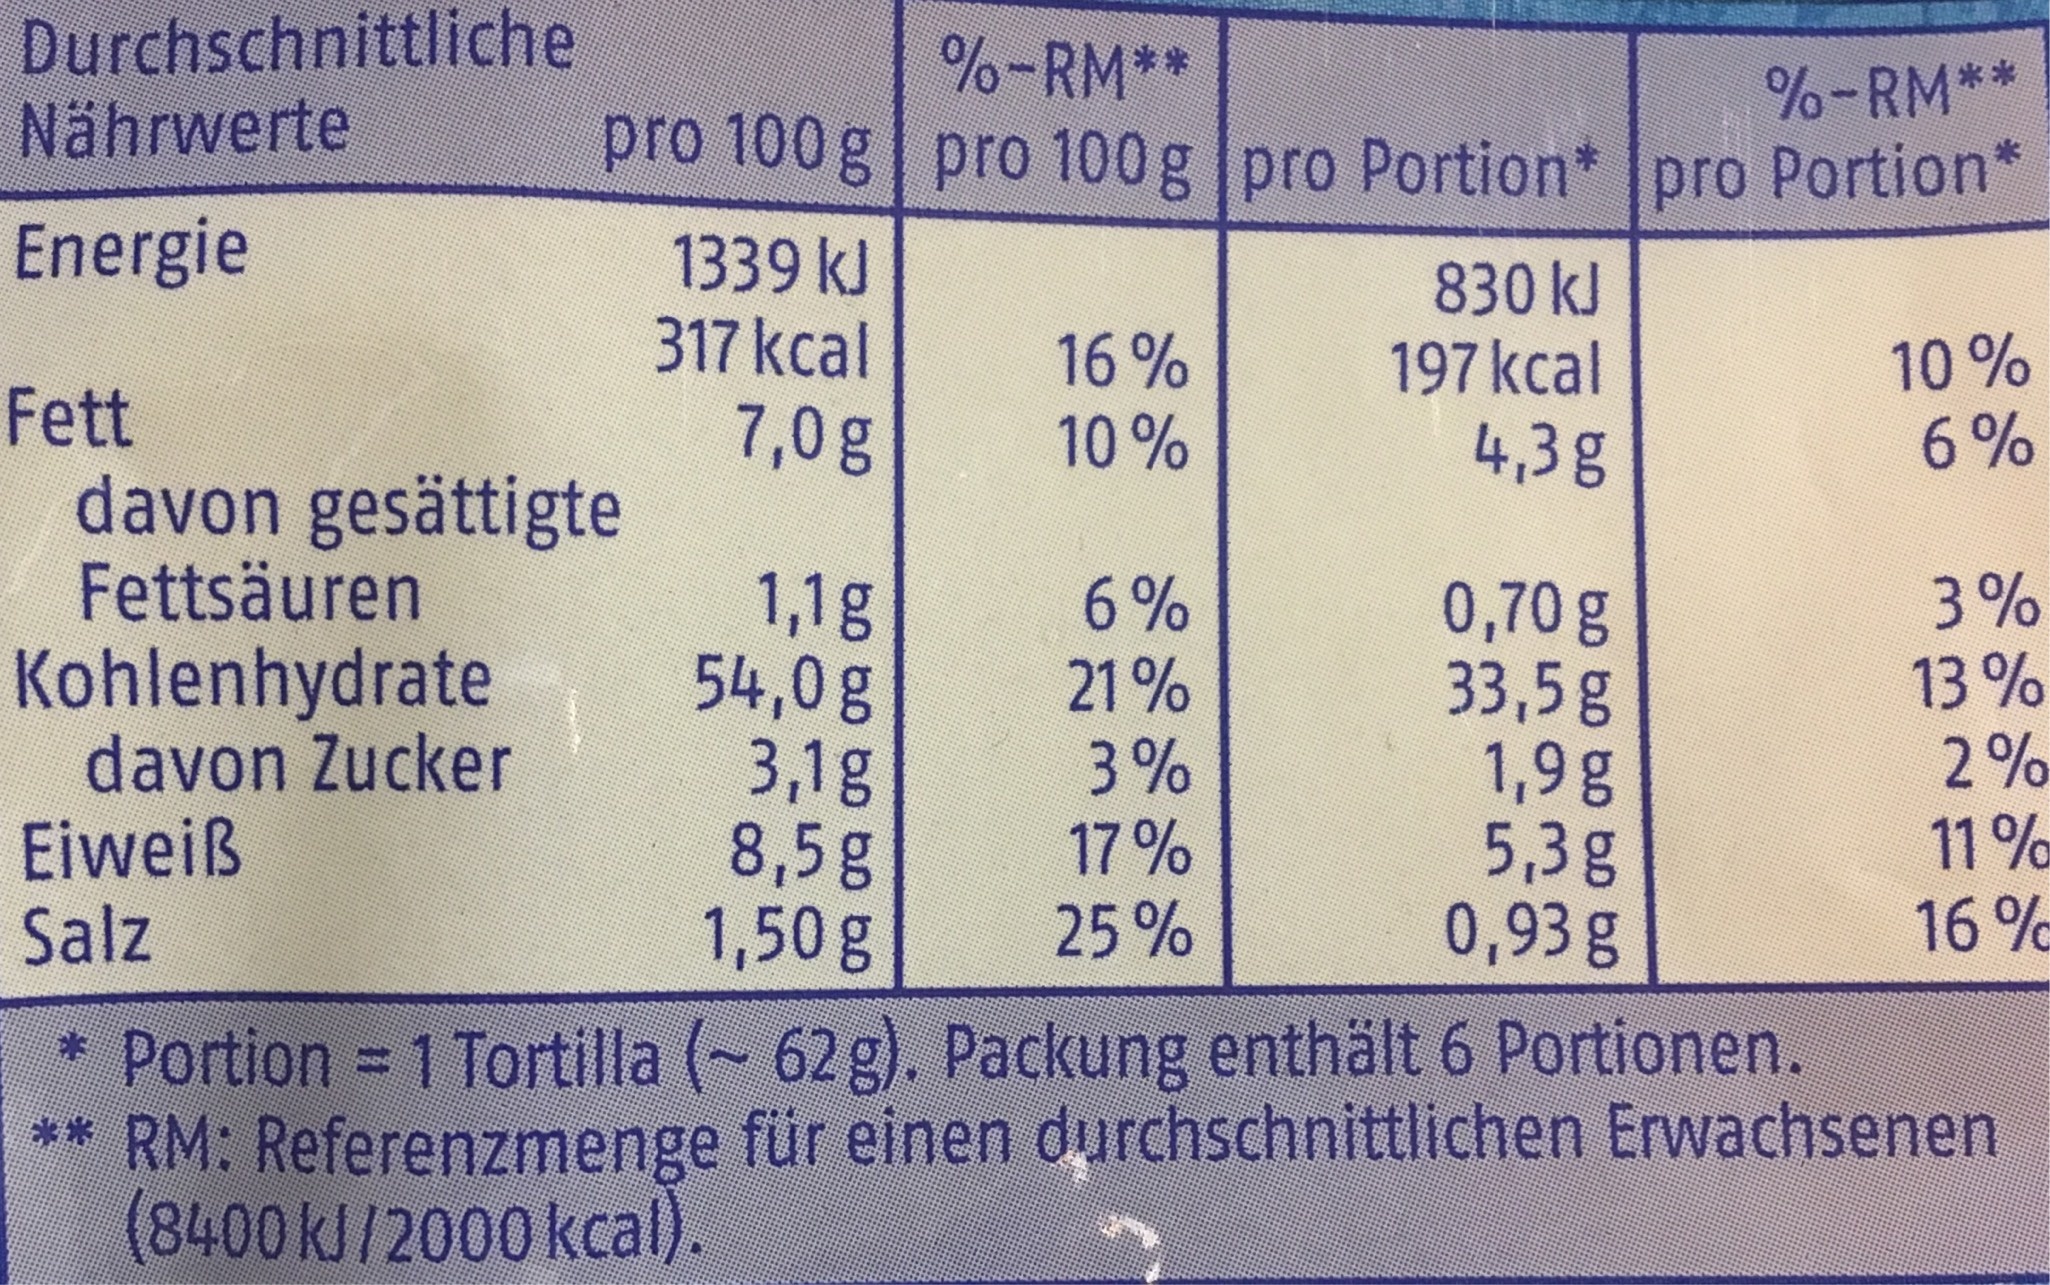 Durchschnittliche
Nährwerte pro 100 g %-RM** pro 100 g pro Portion* %-RM** pro Portion*
Energie 1339 kJ 830 kJ
317 kcal 16 % 197 kcal 10 %
Fett 7,0 g 10 % 4,3 g 6 %
davon gesättigte
Fettsäuren 1,1 g 6 % 0,70 g 3 %
Kohlenhydrate 54,0 g 21 % 33,5 g 13 %
davon Zucker 3,1 g 3 % 1,9 g 2 %
Eiweiß 8,5 g 17 % 5,3 g 11 %
Salz 1,50 g 25 % 0,93 g 16 %
* Portion = 1 Tortilla (~ 62 g). Packung enthält 6 Portionen.
** RM: Referenzmenge für einen durchschnittlichen Erwachsenen
(8400 kJ/2000 kcal).